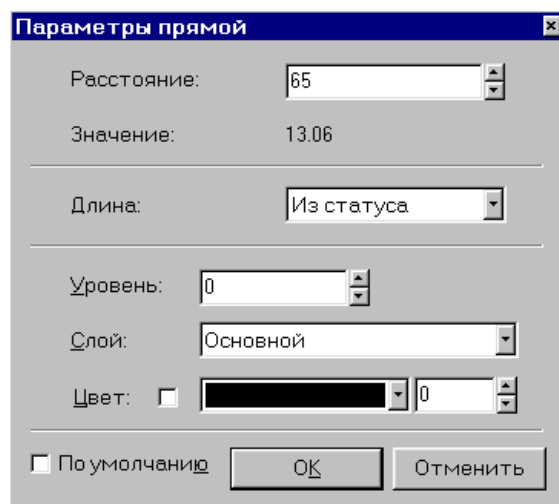 Параметры прямой
Расстояние: 65
Значение: 13.06
Длина: Из статуса
Уровень: 0
Слой: Основной
Цвет: 0
По умолчанию OK Отменить